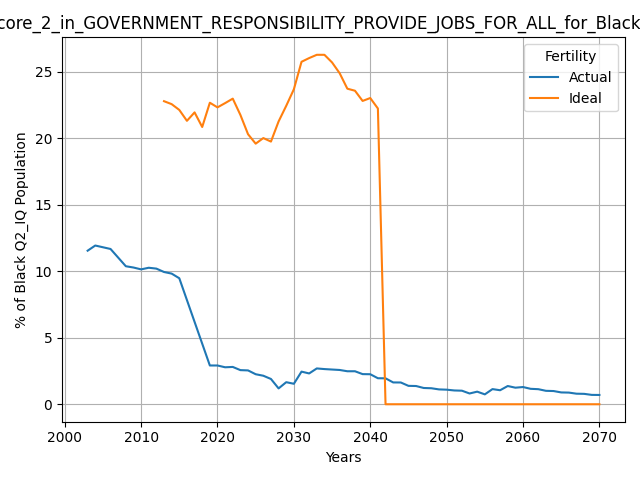 core_2_in_GOVERNMENT_RESPONSIBILITY_PROVIDE_JOBS_FOR_ALL_for_Black
Fertility
Actual
Ideal
% of Black Q2_IQ Population
25
20
15
10
5
0
2000 2010 2020 2030 2040 2050 2060 2070
Years